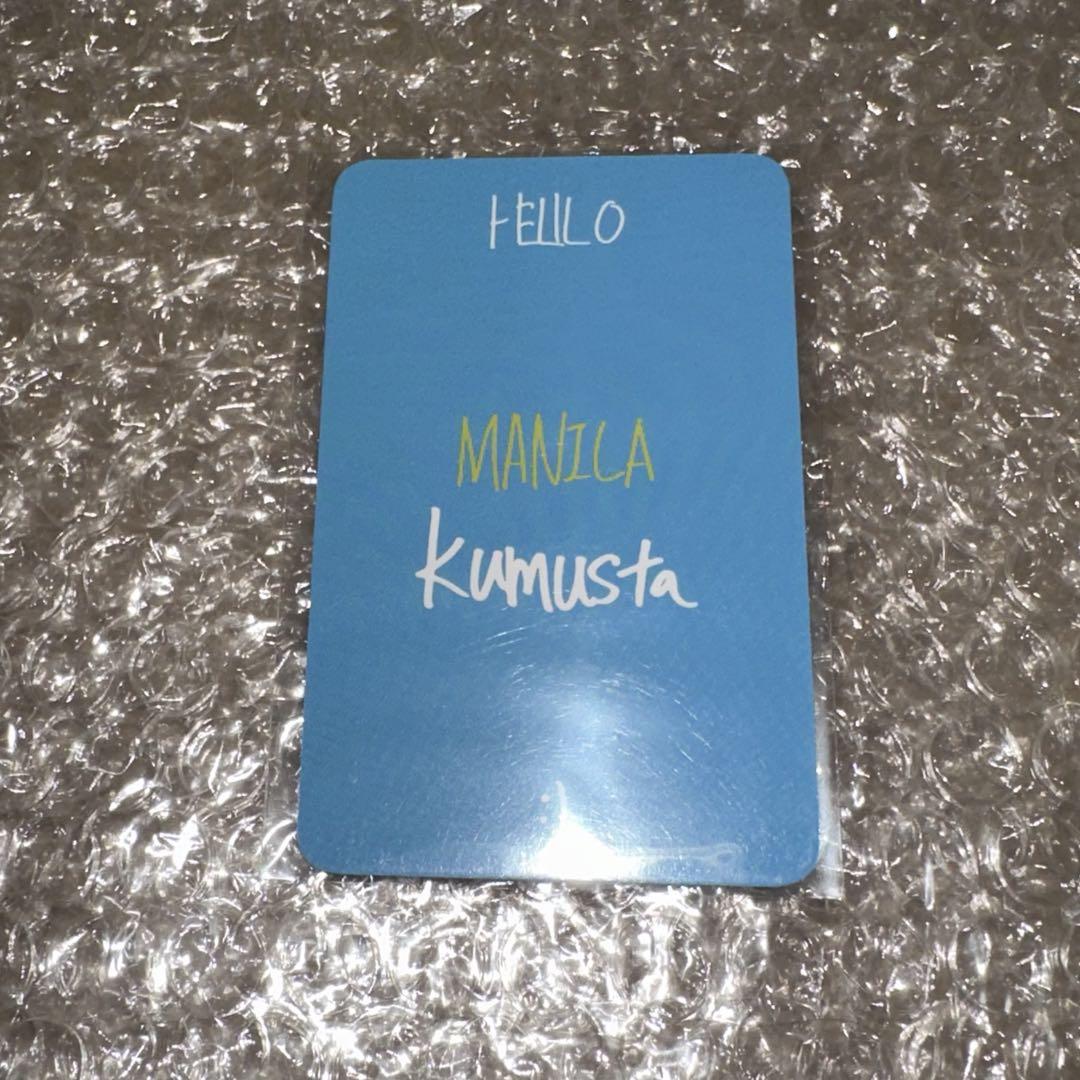 HELLO
MANILA
kumusta
:)